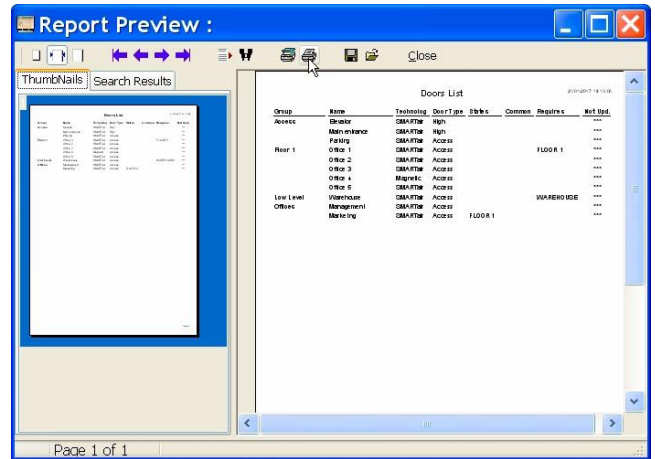 Report Preview :
Close
ThumbNails Search Results
Doors List
Group Name Technolog Door Type States Common Requires Not Upd.
Access Elevator SMARTair High ***
Main entrance SMARTair High ***
Parking SMARTair Access ***
Floor 1 Office 1 SMARTair Access FLOOR 1 ***
Office 2 SMARTair Access ***
Office 3 SMARTair Access ***
Office 4 Magnetic Access ***
Office 5 SMARTair Access ***
Low Level Warehouse SMARTair Access WAREHOUSE ***
Offices Management SMARTair Access ***
Marketing SMARTair Access FLOOR 1 ***
Page 1 of 1